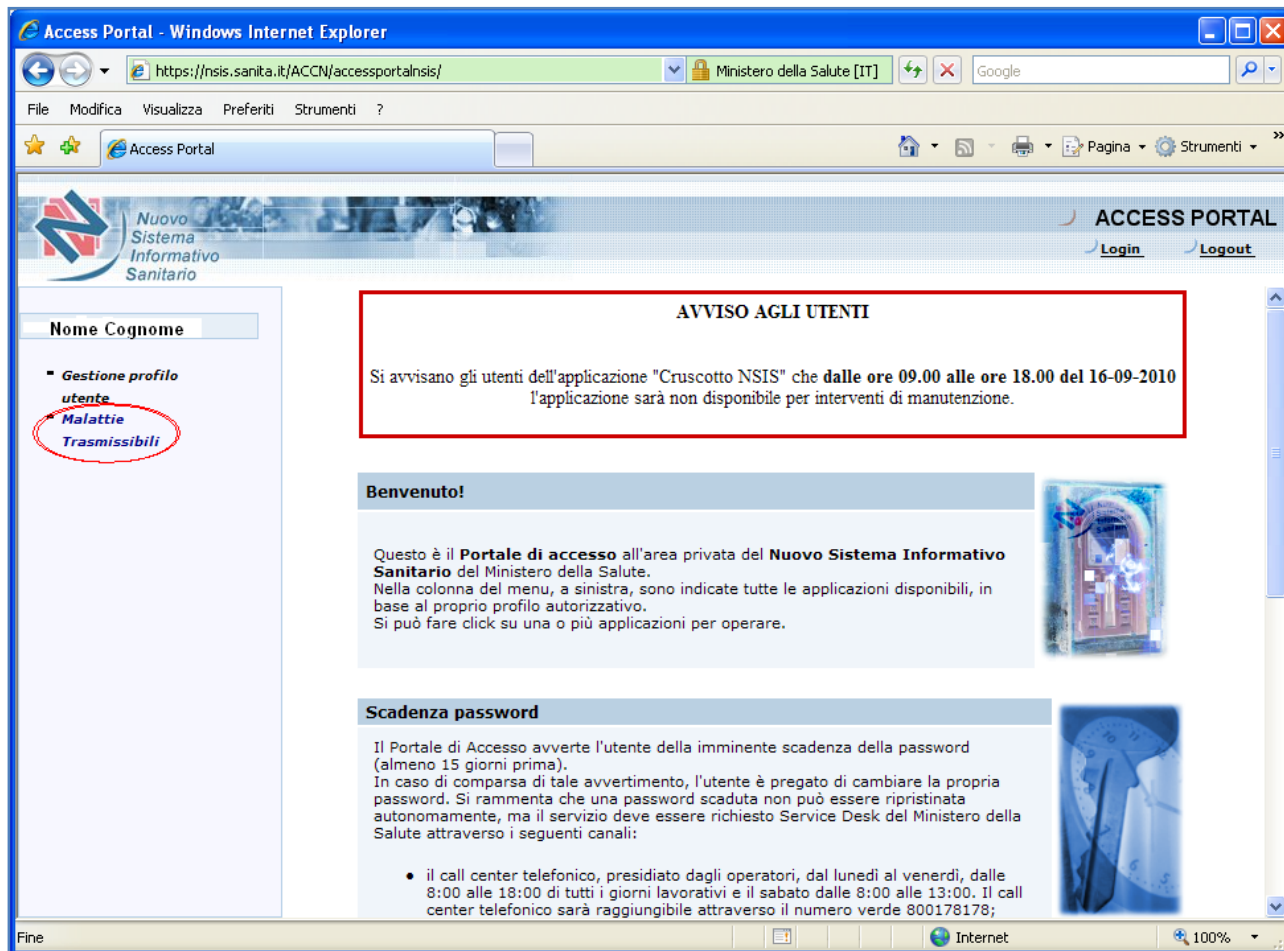 Access Portal - Windows Internet Explorer
https://nsis.sanita.it/ACCN/accessportalnsis/
Ministero della Salute [IT]
Google
File Modifica Visualizza Preferiti Strumenti ?
Access Portal
Pagina
Strumenti
»
Nuovo
Sistema
Informativo
Sanitario
ACCESS PORTAL
Login
Logout
Nome Cognome
Gestione profilo
utente
Malattie
Trasmissibili
AVVISO AGLI UTENTI
Si avvisano gli utenti dell'applicazione "Cruscotto NSIS" che dalle ore 09.00 alle ore 18.00 del 16-09-2010
l'applicazione sarà non disponibile per interventi di manutenzione.
Benvenuto!
Questo è il Portale di accesso all'area privata del Nuovo Sistema Informativo
Sanitario del Ministero della Salute.
Nella colonna del menu, a sinistra, sono indicate tutte le applicazioni disponibili, in
base al proprio profilo autorizzativo.
Si può fare click su una o più applicazioni per operare.
Scadenza password
Il Portale di Accesso avverte l'utente della imminente scadenza della password
(almeno 15 giorni prima).
In caso di comparsa di tale avvertimento, l'utente è pregato di cambiare la propria
password. Si rammenta che una password scaduta non può essere ripristinata
autonomamente, ma il servizio deve essere richiesto Service Desk del Ministero della
Salute attraverso i seguenti canali:
• il call center telefonico, presidiato dagli operatori, dal lunedì al venerdì, dalle
8:00 alle 18:00 di tutti i giorni lavorativi e il sabato dalle 8:00 alle 13:00. Il call
center telefonico sarà raggiungibile attraverso il numero verde 800178178;
Fine
Internet
100%